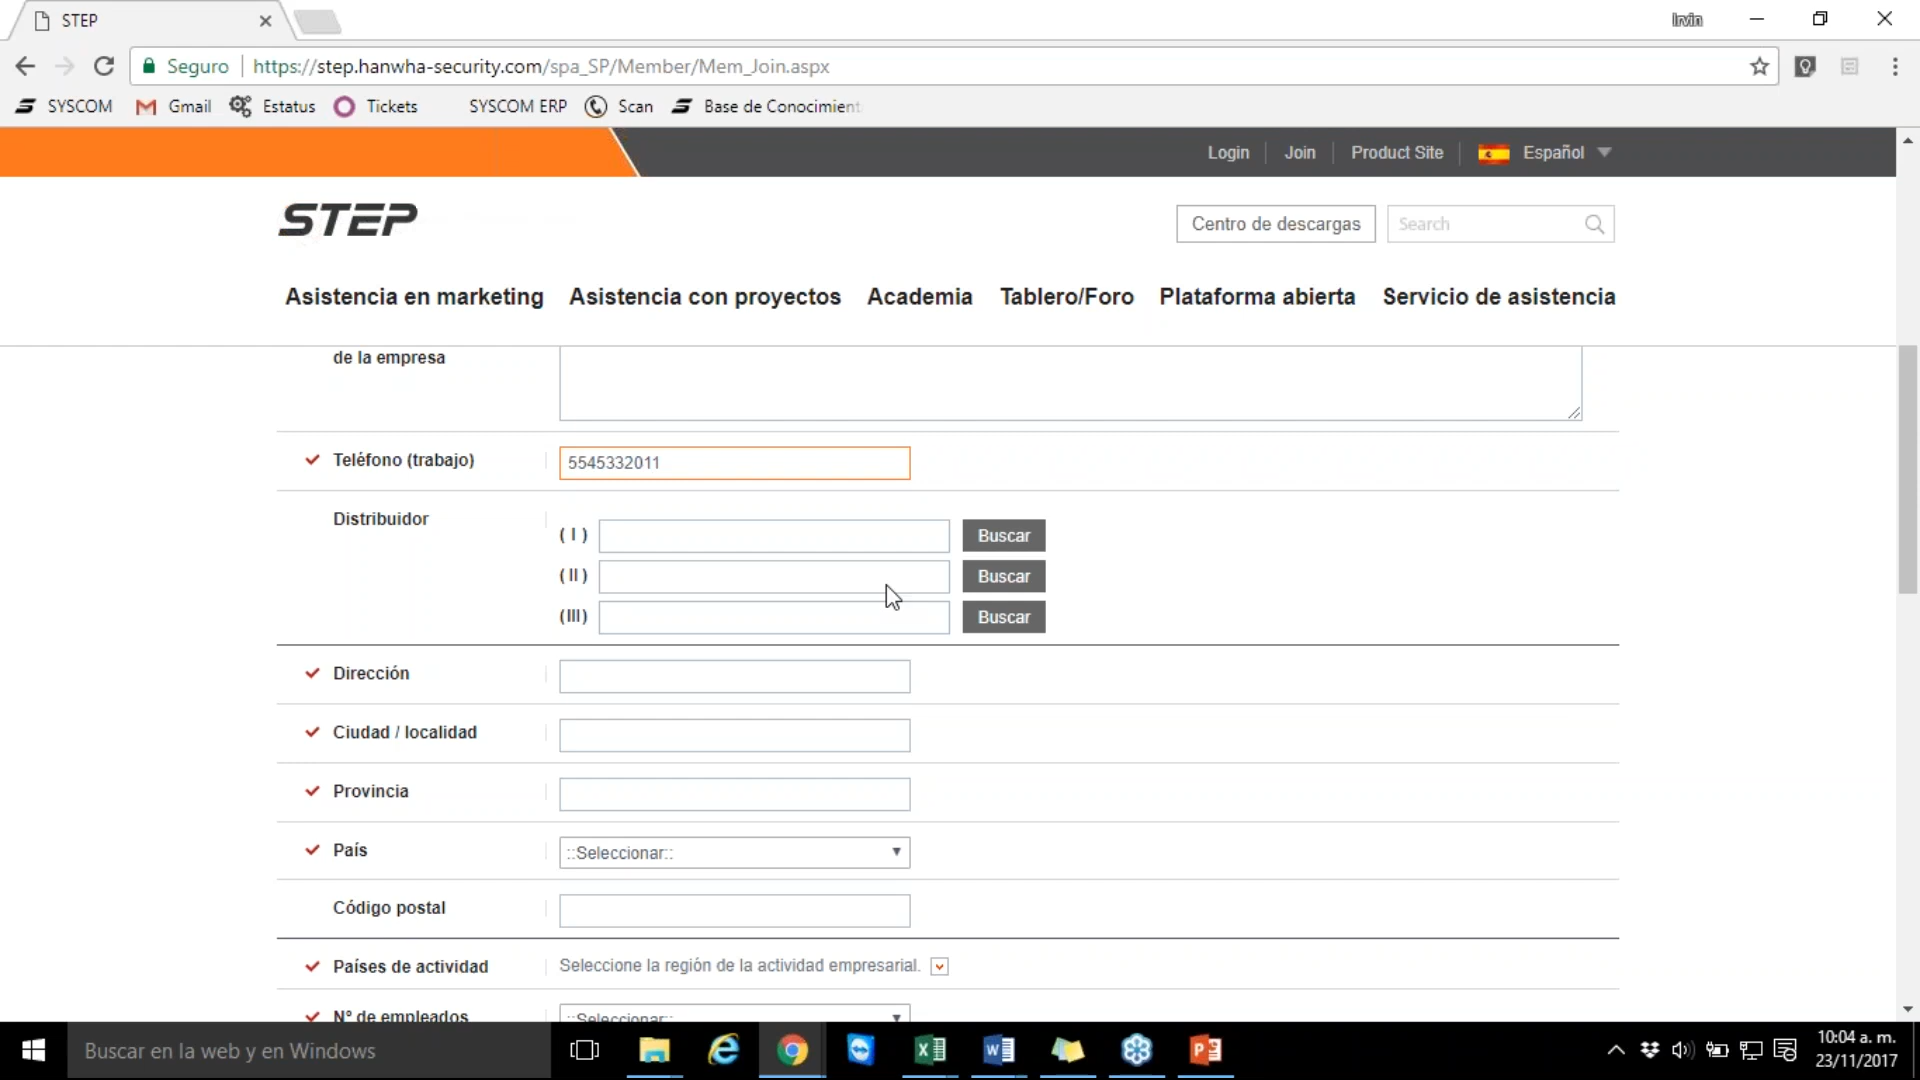 STEP
Irvin
Seguro
https://step.hanwha-security.com/spa_SP/Member/Mem_Join.aspx
SYSCOM Gmail Estatus Tickets SYSCOM ERP Scan Base de Conocimient
Login Join Product Site Español
STEP
Centro de descargas Search
Asistencia en marketing Asistencia con proyectos Academia Tablero/Foro Plataforma abierta Servicio de asistencia
de la empresa
Teléfono (trabajo) 5545332011
Distribuidor
( I ) Buscar
( II ) Buscar
(III) Buscar
Dirección
Ciudad / localidad
Provincia
País ::Seleccionar::
Código postal
Países de actividad Seleccione la región de la actividad empresarial.
Nº de empleados ::Seleccionar::
Buscar en la web y en Windows
10:04 a. m.
23/11/2017